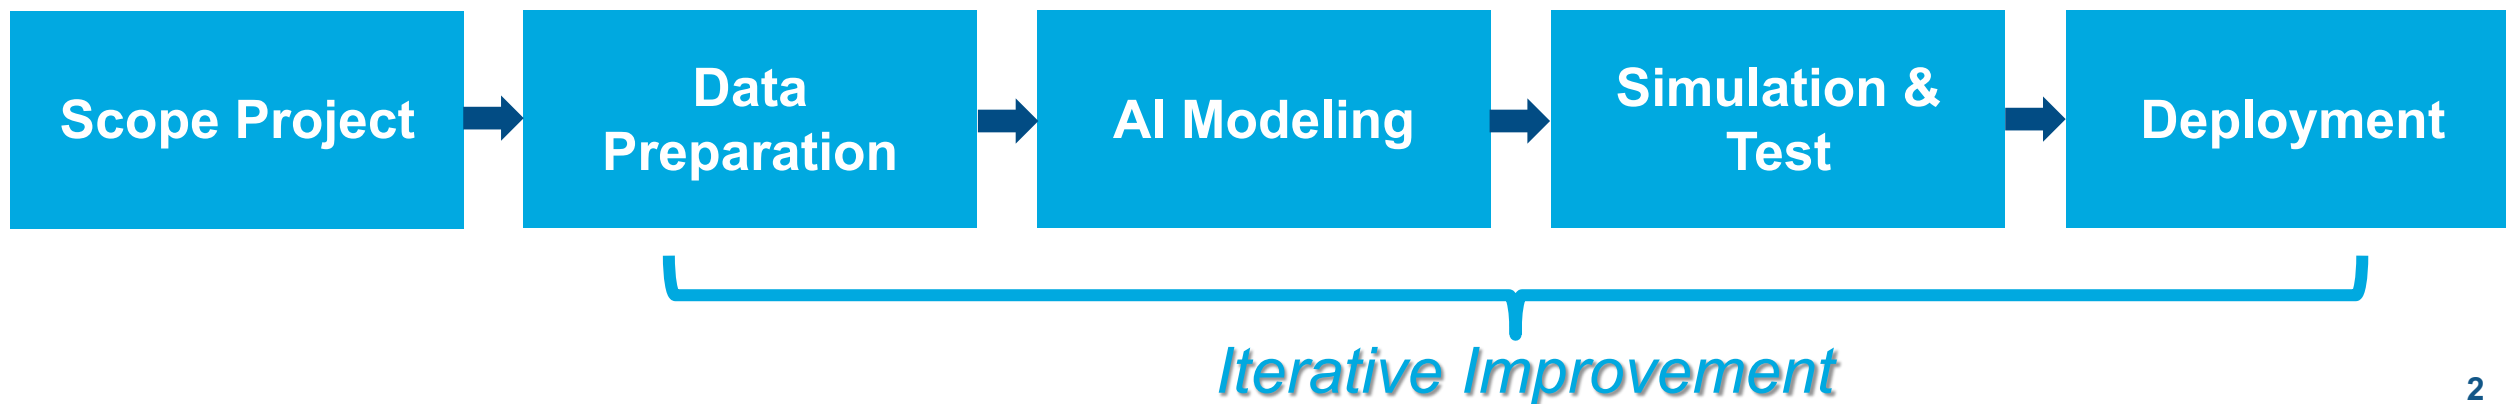 Scope Project
Data
Preparation
AI Modeling
Simulation &
Test
Deployment
Iterative Improvement
2